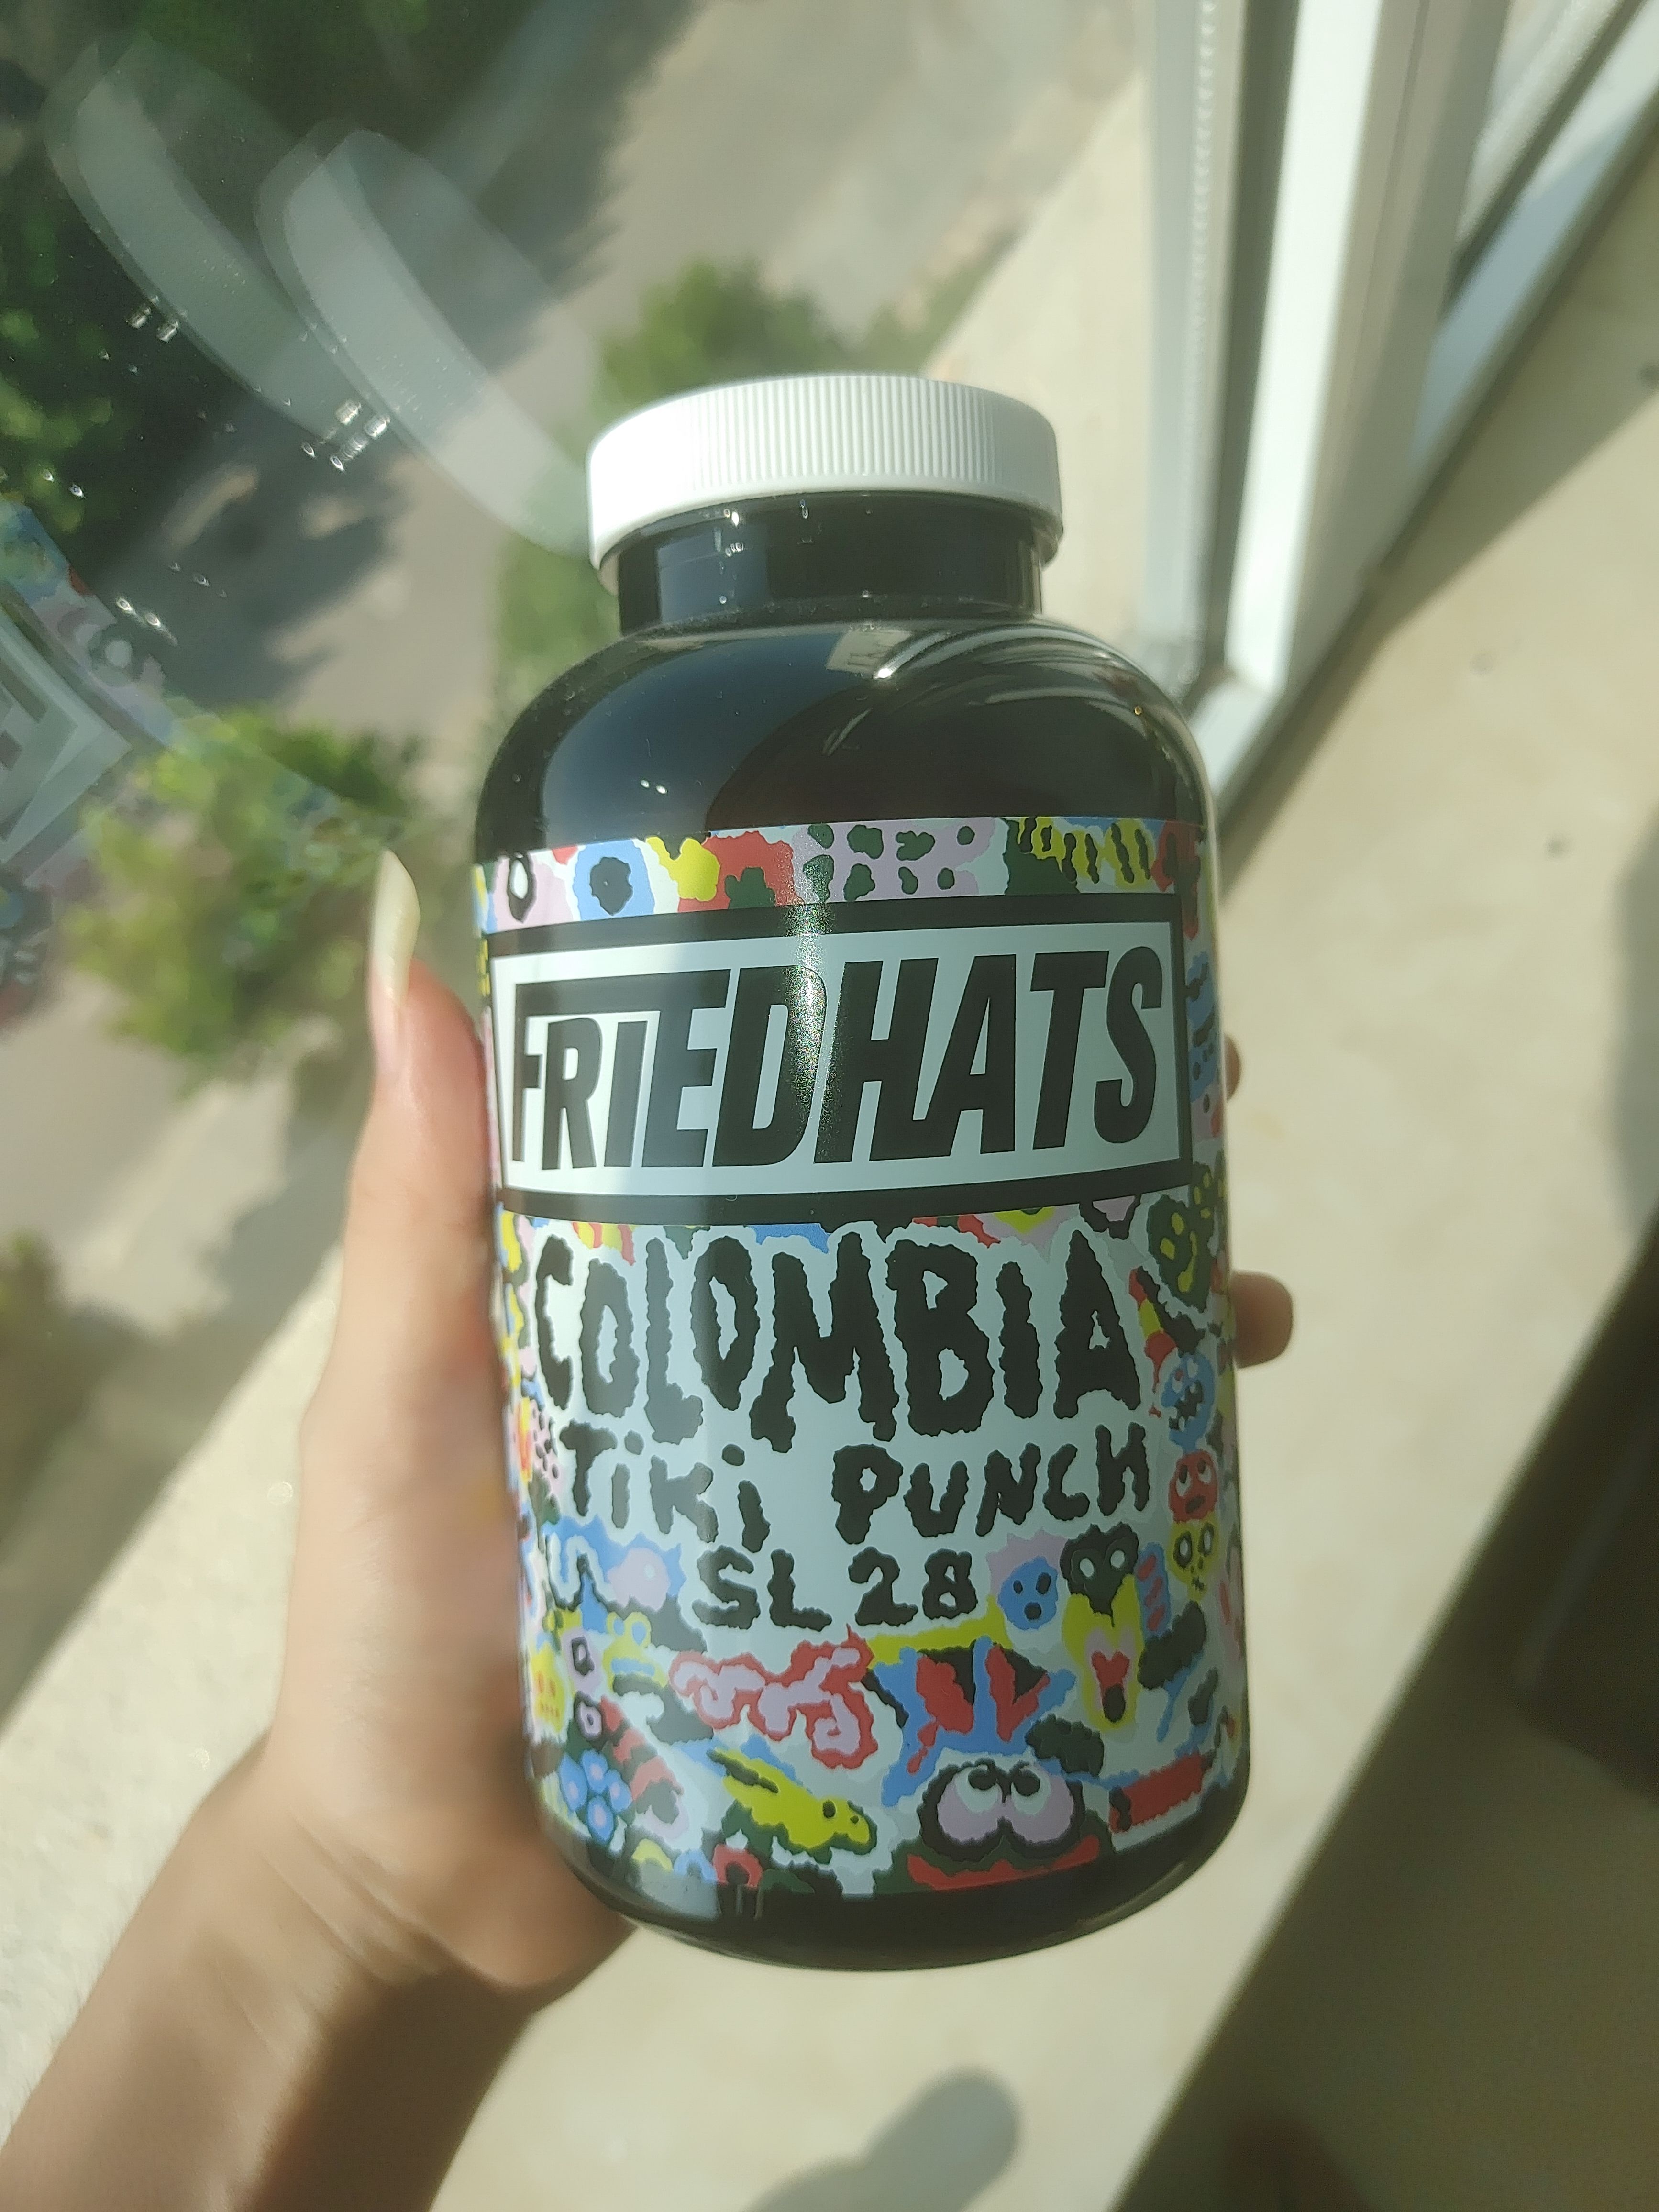 FRIEDHATS
COLOMBIA
TiKi PUNCH
SL 28